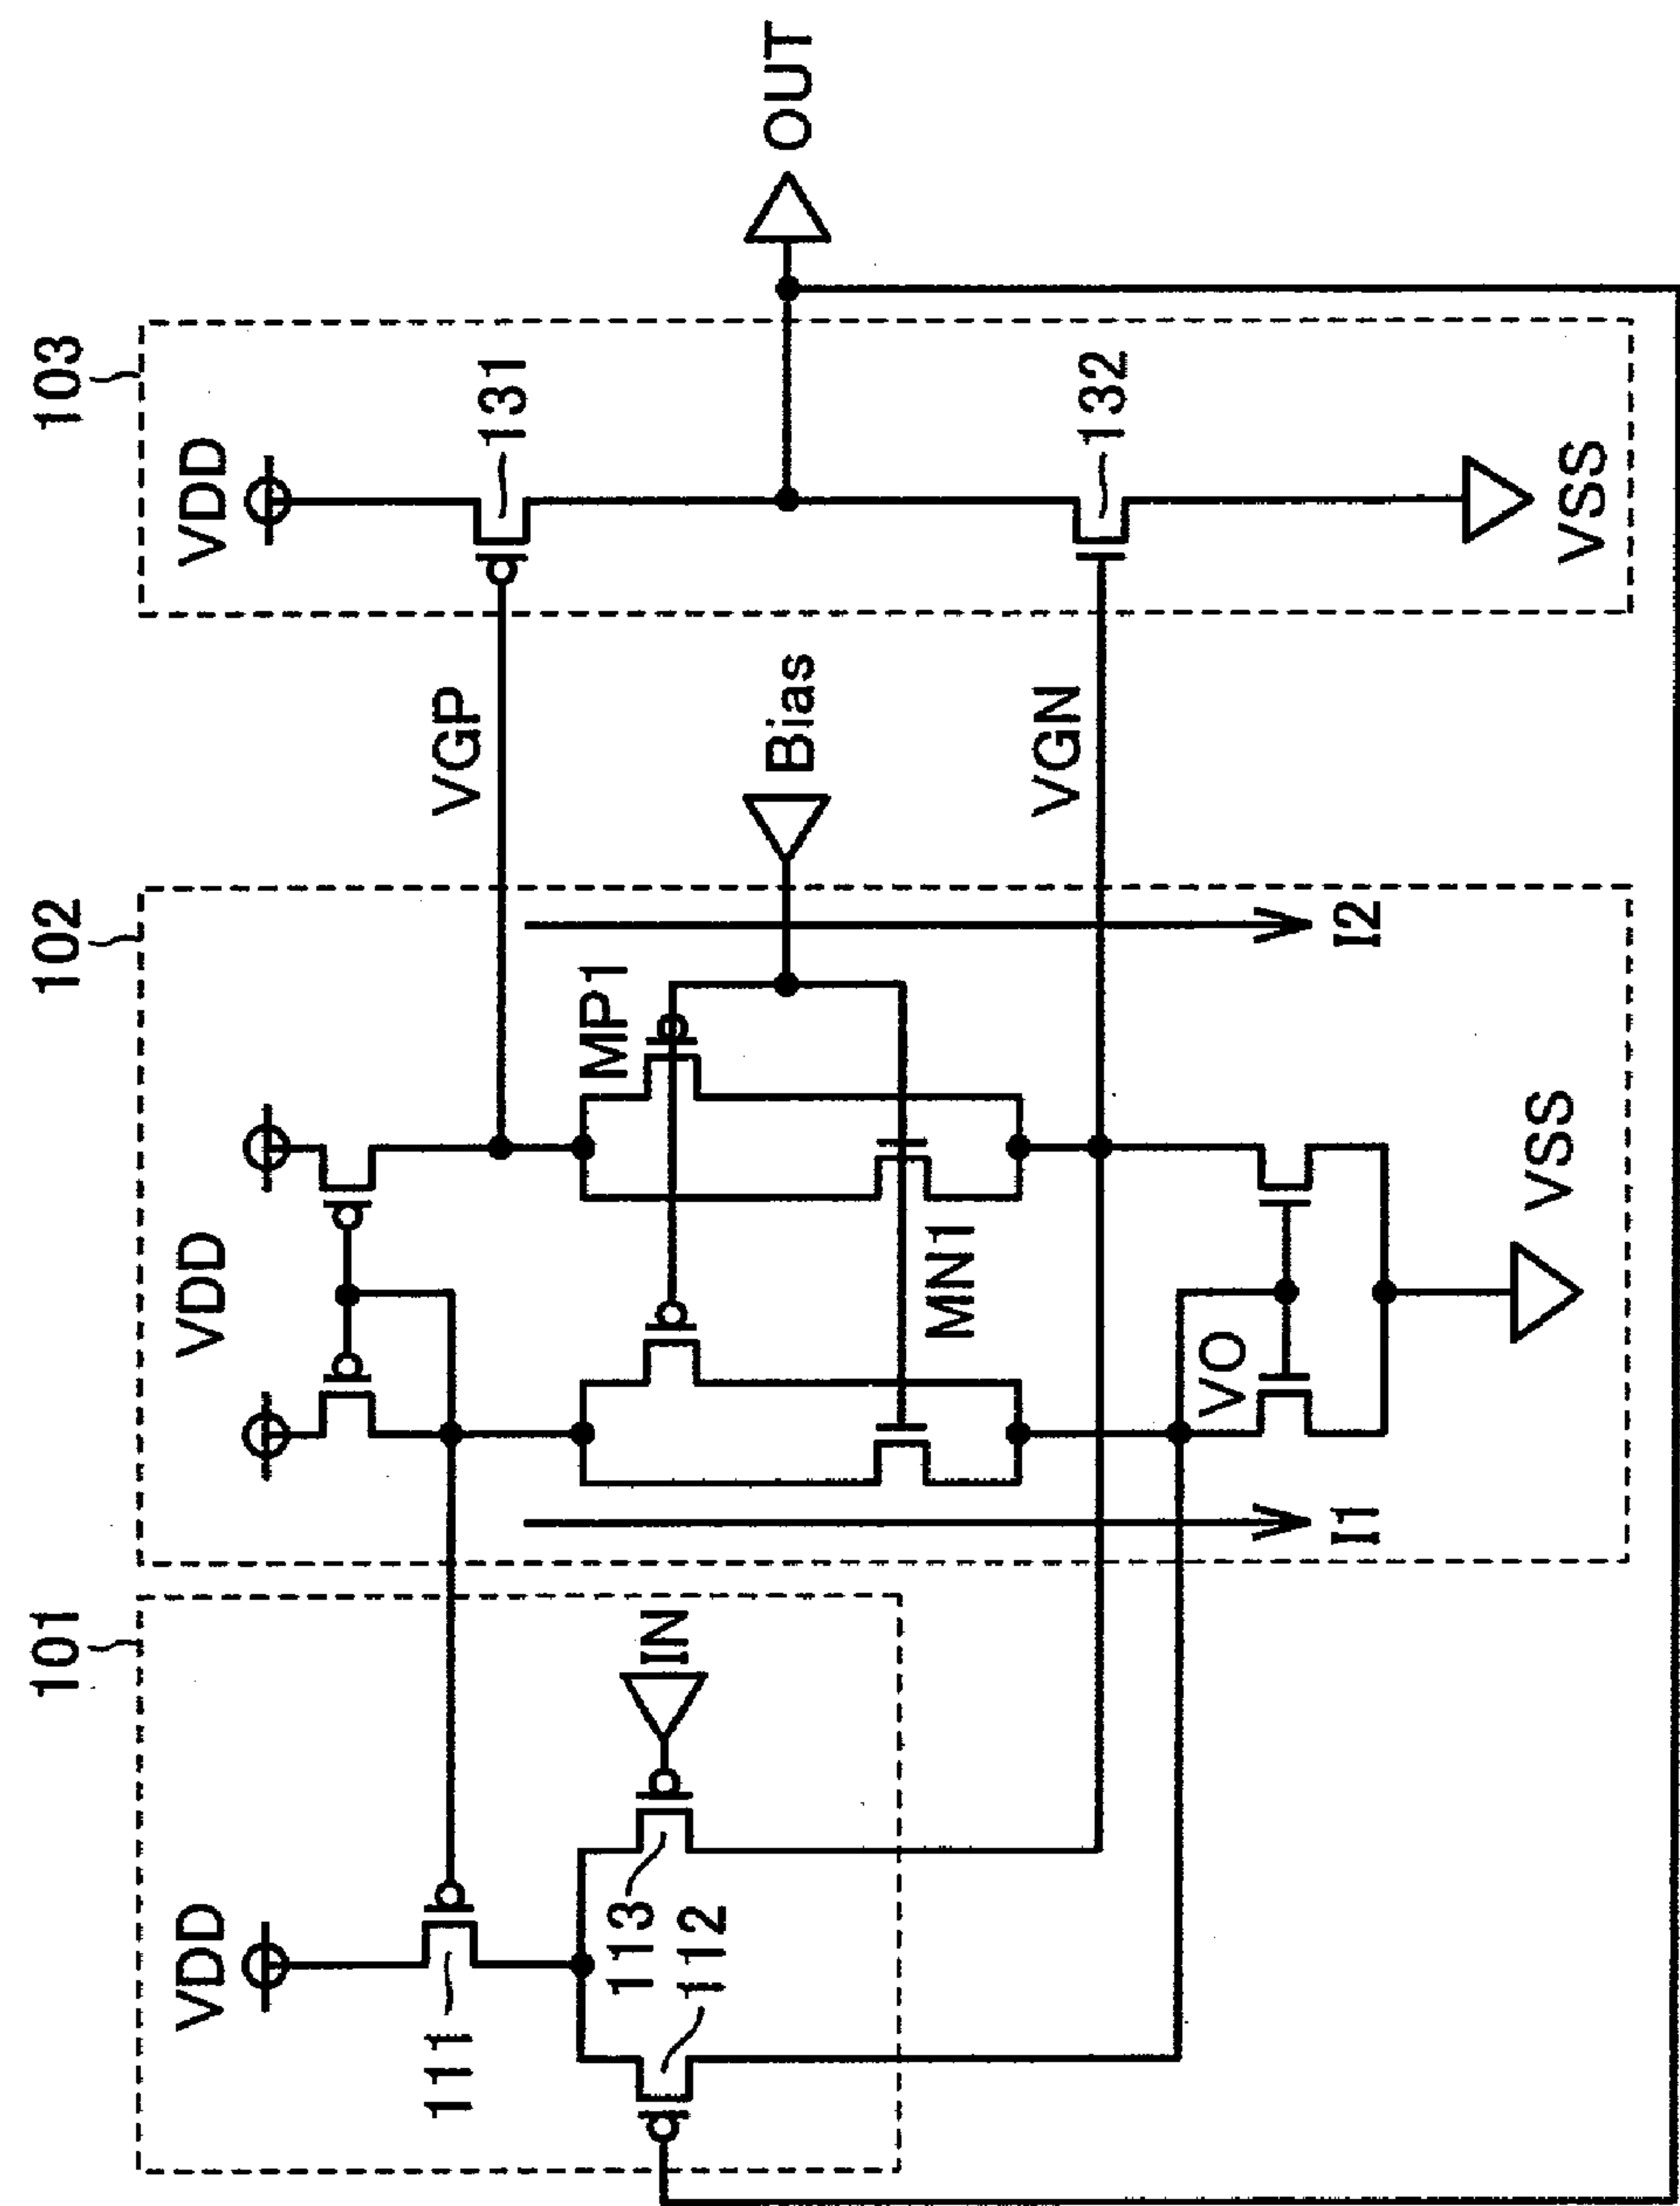 101
102
103
VDD
VDD
VDD
111
112
113
IN
VGP
131
MP1
Bias
OUT
MN1
VGN
132
VO
I1
I2
VSS
VSS